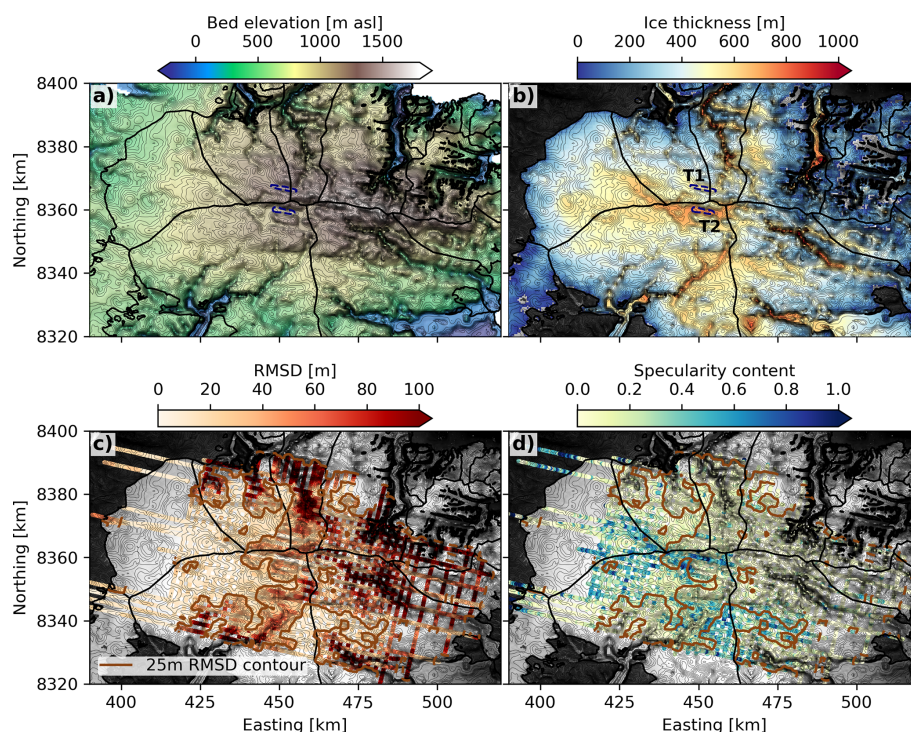 Bed elevation [m asl]
0 500 1000 1500
Ice thickness [m]
0 200 400 600 800 1000
a)
b)
T1
T2
Northing [km]
8400
8380
8360
8340
8320
RMSD [m]
0 20 40 60 80 100
Specularity content
0.0 0.2 0.4 0.6 0.8 1.0
c)
d)
Northing [km]
8400
8380
8360
8340
8320
25m RMSD contour
400 425 450 475 500
400 425 450 475 500
Easting [km]
Easting [km]